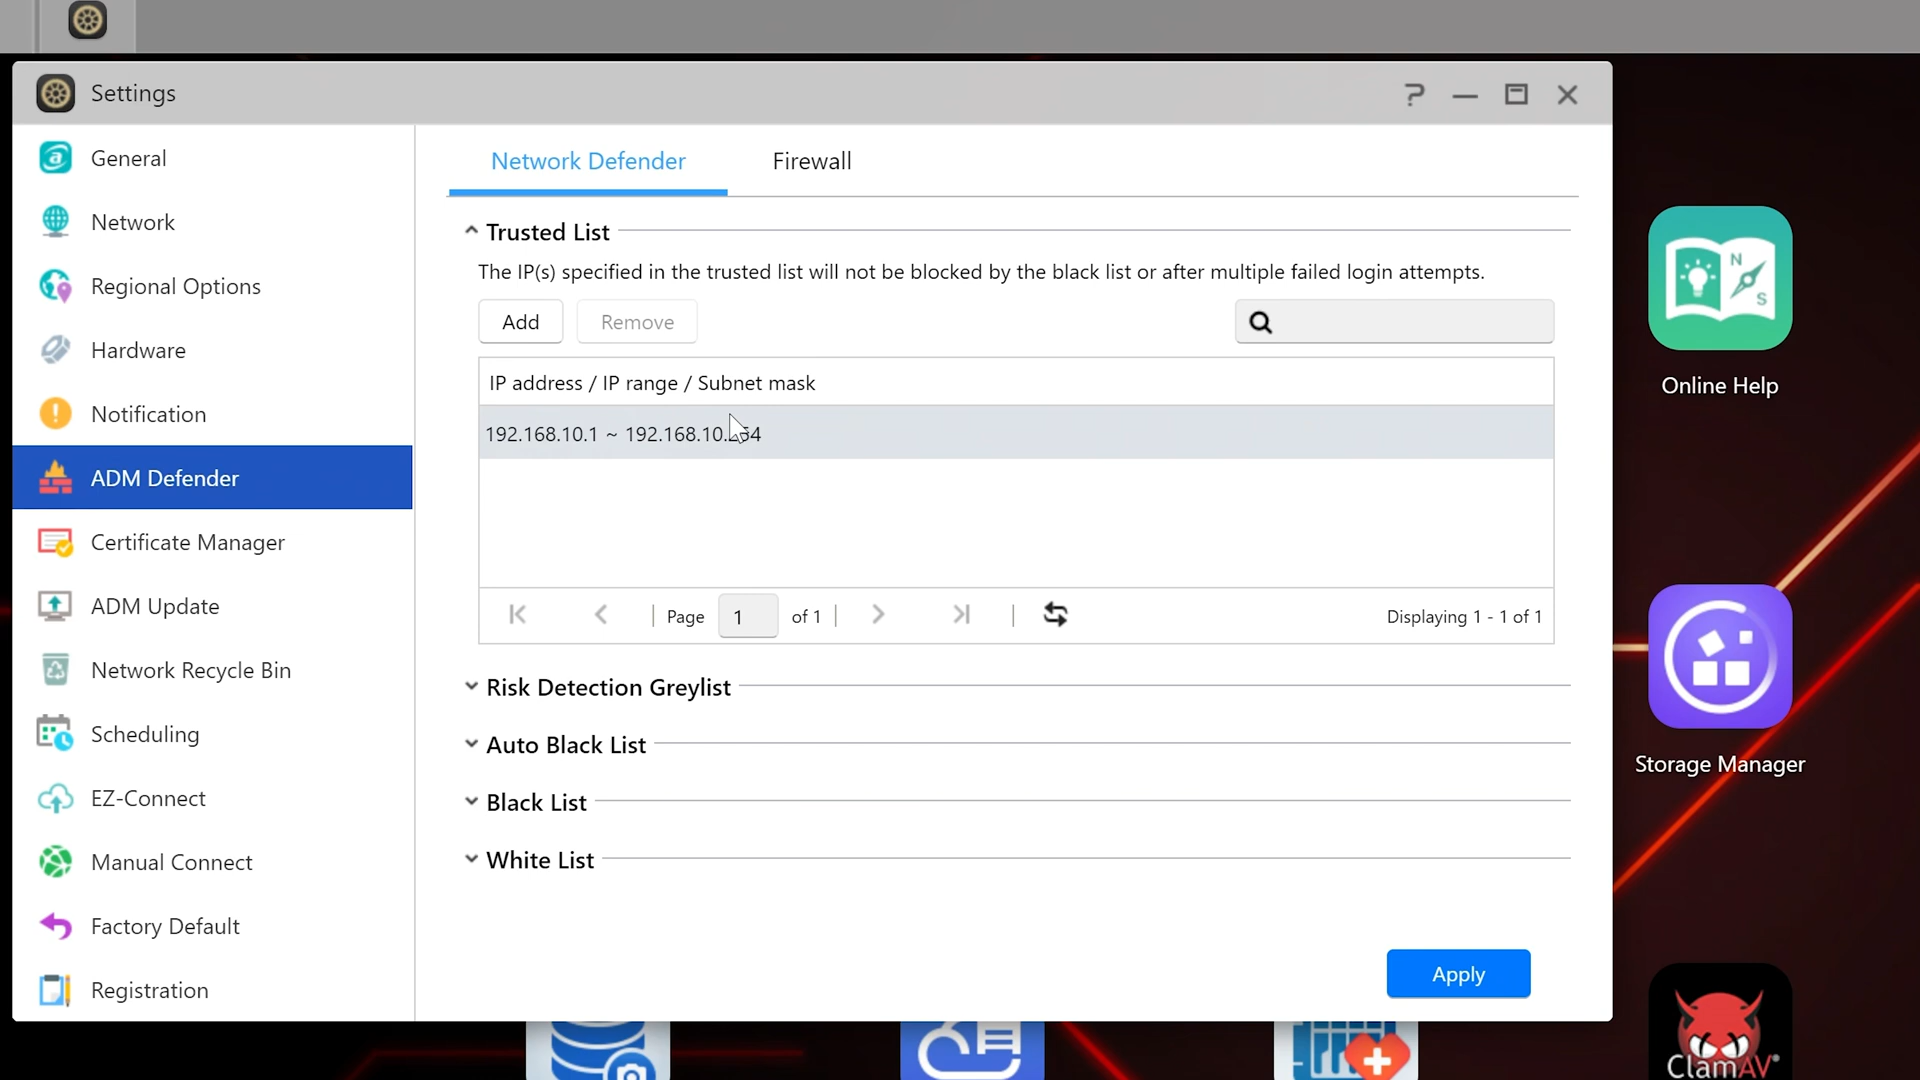 Settings
General
Network
Regional Options
Hardware
Notification
ADM Defender
Certificate Manager
ADM Update
Network Recycle Bin
Scheduling
EZ-Connect
Manual Connect
Factory Default
Registration
Network Defender Firewall
Trusted List
The IP(s) specified in the trusted list will not be blocked by the black list or after multiple failed login attempts.
Add Remove
IP address / IP range / Subnet mask
192.168.10.1 ~
Page 1 of 1 Displaying 1 - 1 of 1
Risk Detection Greylist
Auto Black List
Black List
White List
Apply
N
S
Online Help
Storage Manager
ClamAV